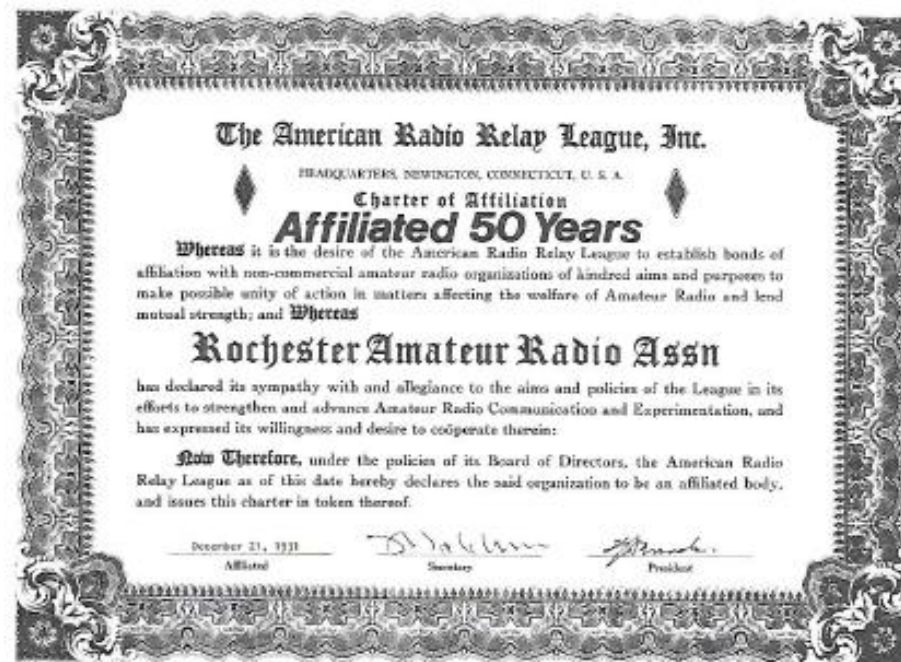 The American Radio Relay League, Inc.
HEADQUARTERS, NEWINGTON, CONNECTICUT, U. S. A.
Charter of Affiliation
Affiliated 50 Years
Whereas it is the desire of the American Radio Relay League to establish bonds of
affiliation with non-commercial amateur radio organizations of kindred aims and purposes to
make possible unity of action in matters affecting the welfare of Amateur Radio and lend
mutual strength; and Whereas
Rochester Amateur Radio Assn
has declared its sympathy with and allegiance to the aims and policies of the League in its
efforts to strengthen and advance Amateur Radio Communication and Experimentation, and
has expressed its willingness and desire to coöperate therein:
Now Therefore, under the policies of its Board of Directors, the American Radio
Relay League as of this date hereby declares the said organization to be an affiliated body,
and issues this charter in token thereof.
December 21,
Affiliated
Secretary
President